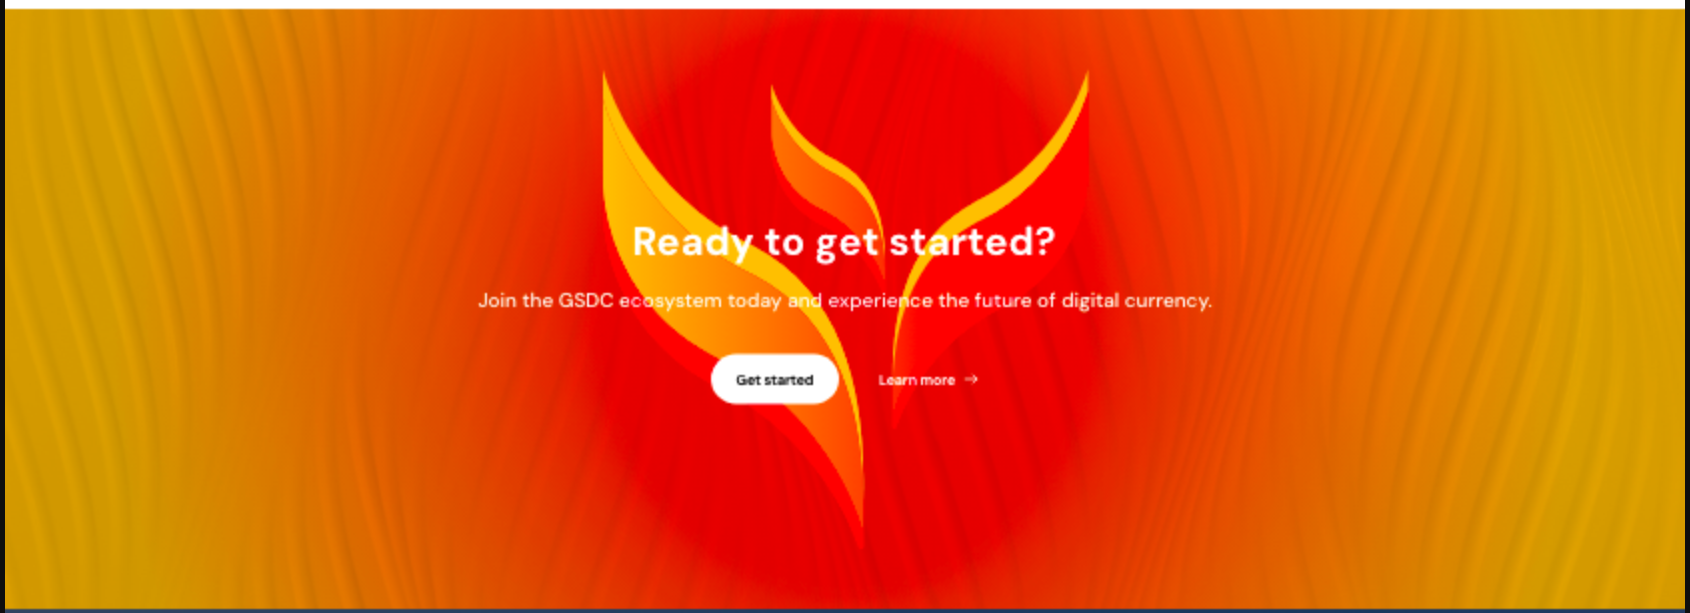 Ready to get started?
Join the GSDC ecosystem today and experience the future of digital currency.
Get started
Learn more →